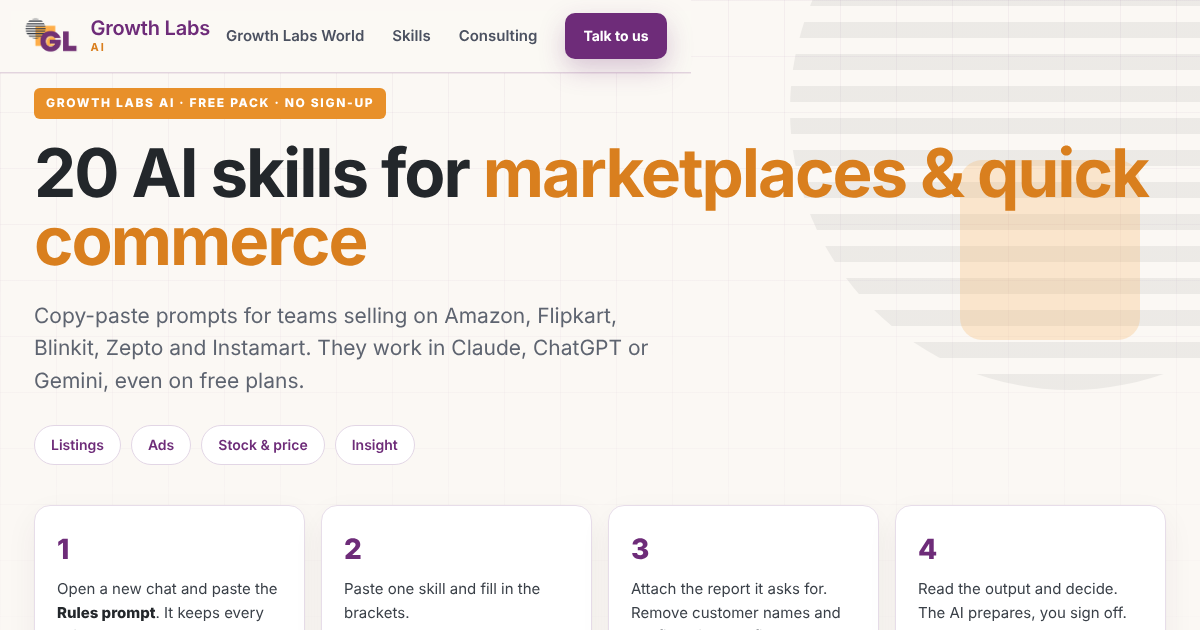 GL
Growth Labs
AI
Growth Labs World
Skills
Consulting
Talk to us
GROWTH LABS AI · FREE PACK · NO SIGN-UP
20 AI skills for marketplaces & quick
commerce
Copy-paste prompts for teams selling on Amazon, Flipkart,
Blinkit, Zepto and Instamart. They work in Claude, ChatGPT or
Gemini, even on free plans.
Listings
Ads
Stock & price
Insight
1
Open a new chat and paste the
Rules prompt. It keeps every
2
Paste one skill and fill in the
brackets.
3
Attach the report it asks for.
Remove customer names and
4
Read the output and decide.
The AI prepares, you sign off.